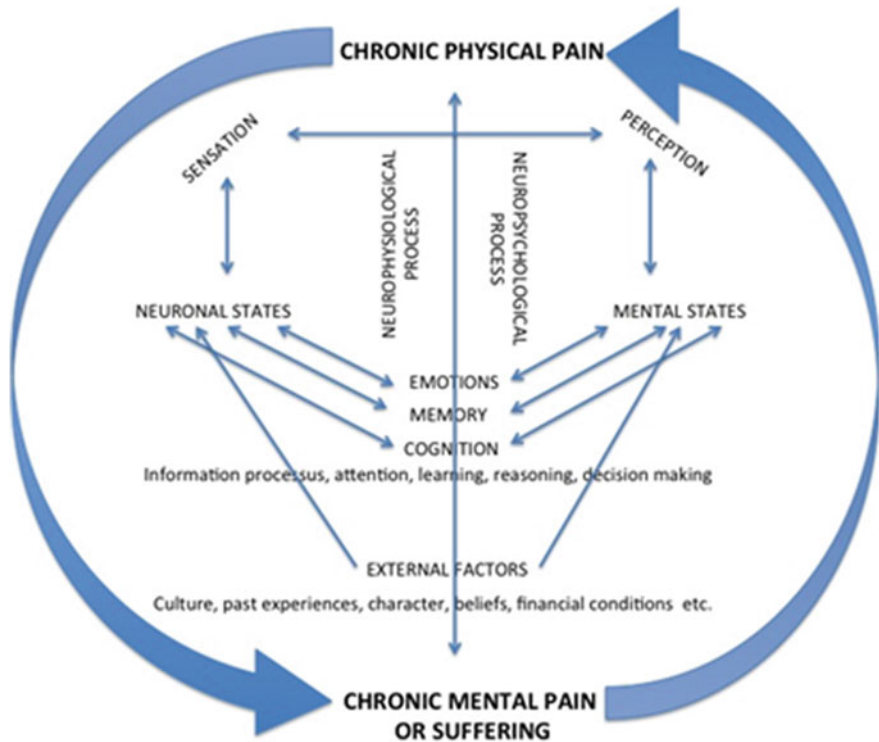 CHRONIC PHYSICAL PAIN
SENSATION
PERCEPTION
NEUROPHYSIOLOGICAL
PROCESS
NEUROPSYCHOLOGICAL
PROCESS
NEURONAL STATES
MENTAL STATES
EMOTIONS
MEMORY
COGNITION
Information processus, attention, learning, reasoning, decision making
EXTERNAL FACTORS
Culture, past experiences, character, beliefs, financial conditions etc.
CHRONIC MENTAL PAIN
OR SUFFERING